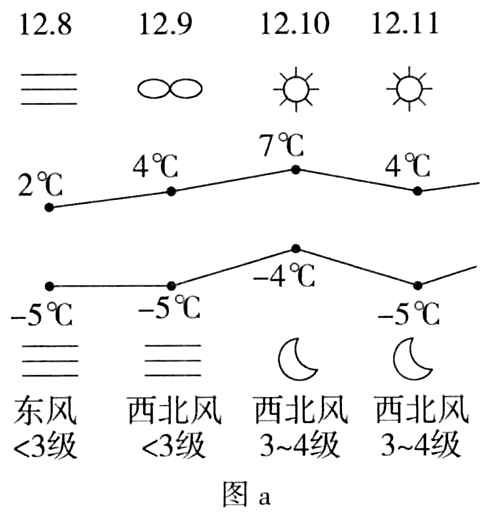 12.8 12.9 12.10 12.11
2℃ 4℃ 7℃ 4℃
-5℃ -5℃ -4℃ -5℃
东风 西北风 西北风 西北风
<3级 <3级 3~4级 3~4级
图 a